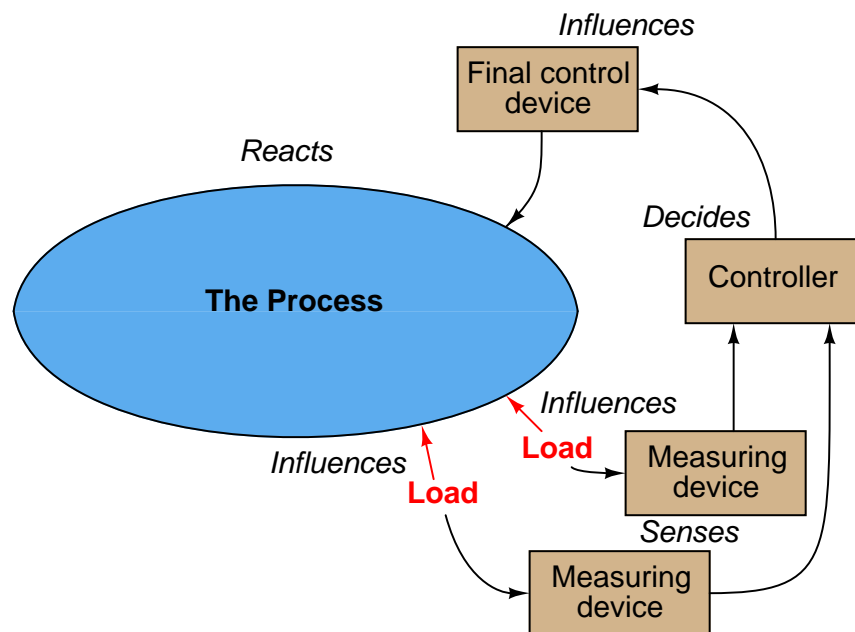 Influences
Final control
device
Reacts
Decides
Controller
The Process
Influences
Load
Measuring
device
Influences
Load
Senses
Measuring
device